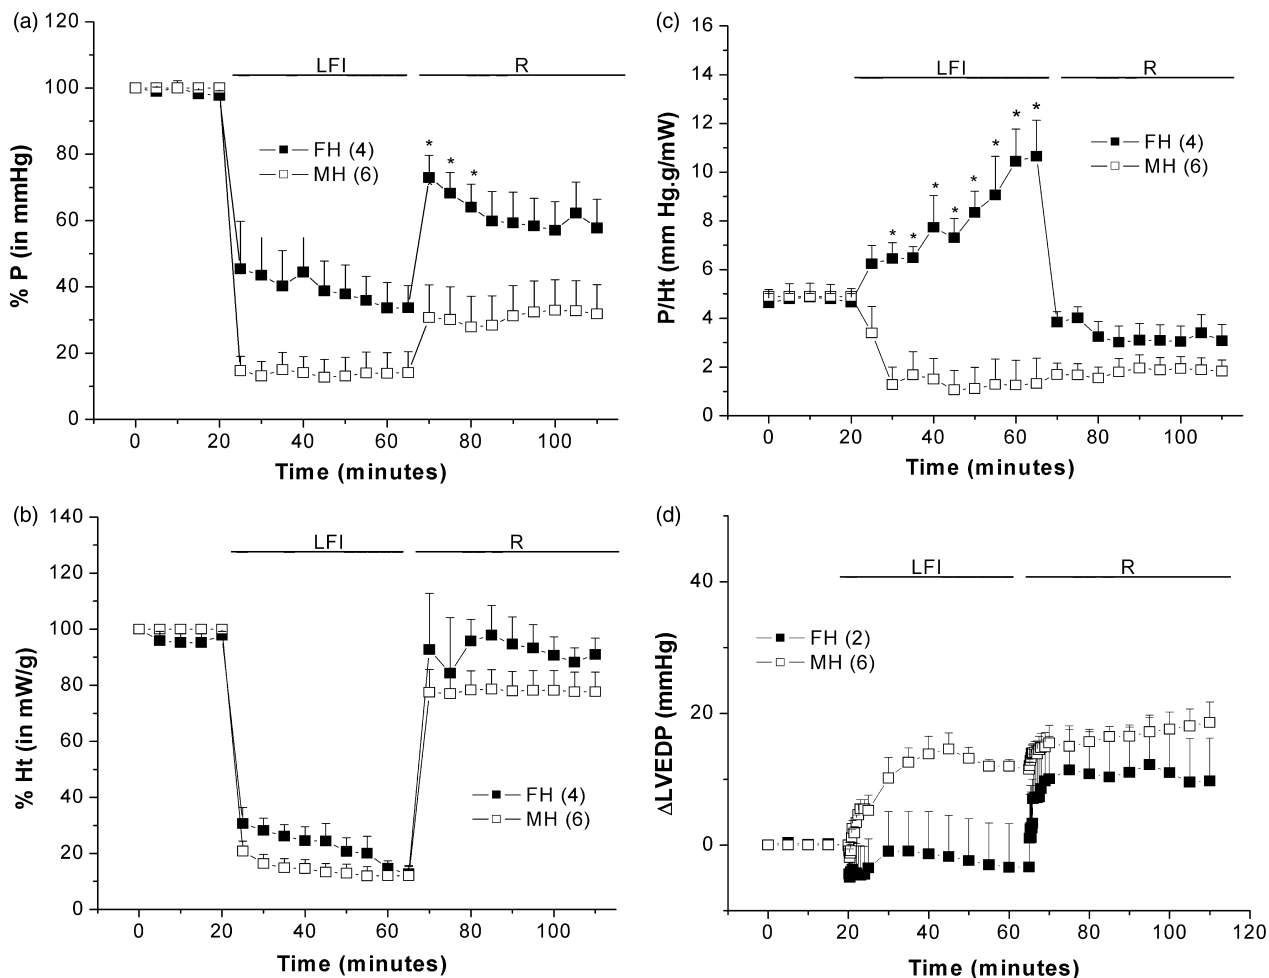 (a)
120
100
80
60
40
20
0
% P (in mmHg)
LFI
R
FH (4)
MH (6)
* * *
0 20 40 60 80 100
Time (minutes)
(c)
16
14
12
10
8
6
4
2
0
P/Ht (mm Hg.g/mW)
LFI
R
FH (4)
MH (6)
* * * * * * * *
0 20 40 60 80 100
Time (minutes)
(b)
140
120
100
80
60
40
20
0
% Ht (in mW/g)
LFI
R
FH (4)
MH (6)
0 20 40 60 80 100
Time (minutes)
(d)
40
20
0
ΔLVEDP (mmHg)
LFI
R
FH (2)
MH (6)
0 20 40 60 80 100 120
Time (minutes)